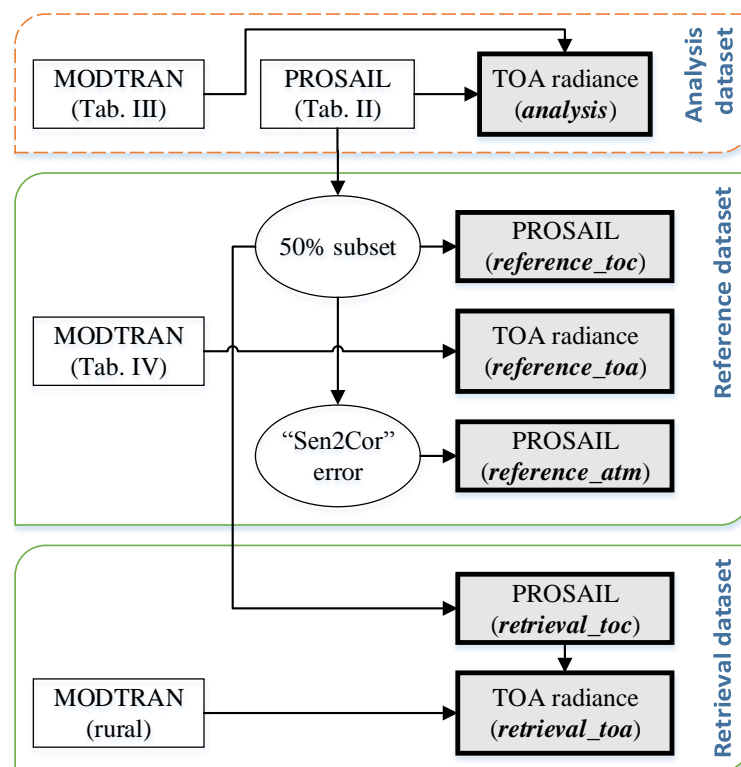 MODTRAN
(Tab. III)
PROSAIL
(Tab. II)
TOA radiance
(analysis)
Analysis
dataset
50% subset
PROSAIL
(reference_toc)
MODTRAN
(Tab. IV)
TOA radiance
(reference_toa)
“Sen2Cor”
error
PROSAIL
(reference_atm)
Reference dataset
PROSAIL
(retrieval_toc)
MODTRAN
(rural)
TOA radiance
(retrieval_toa)
Retrieval dataset